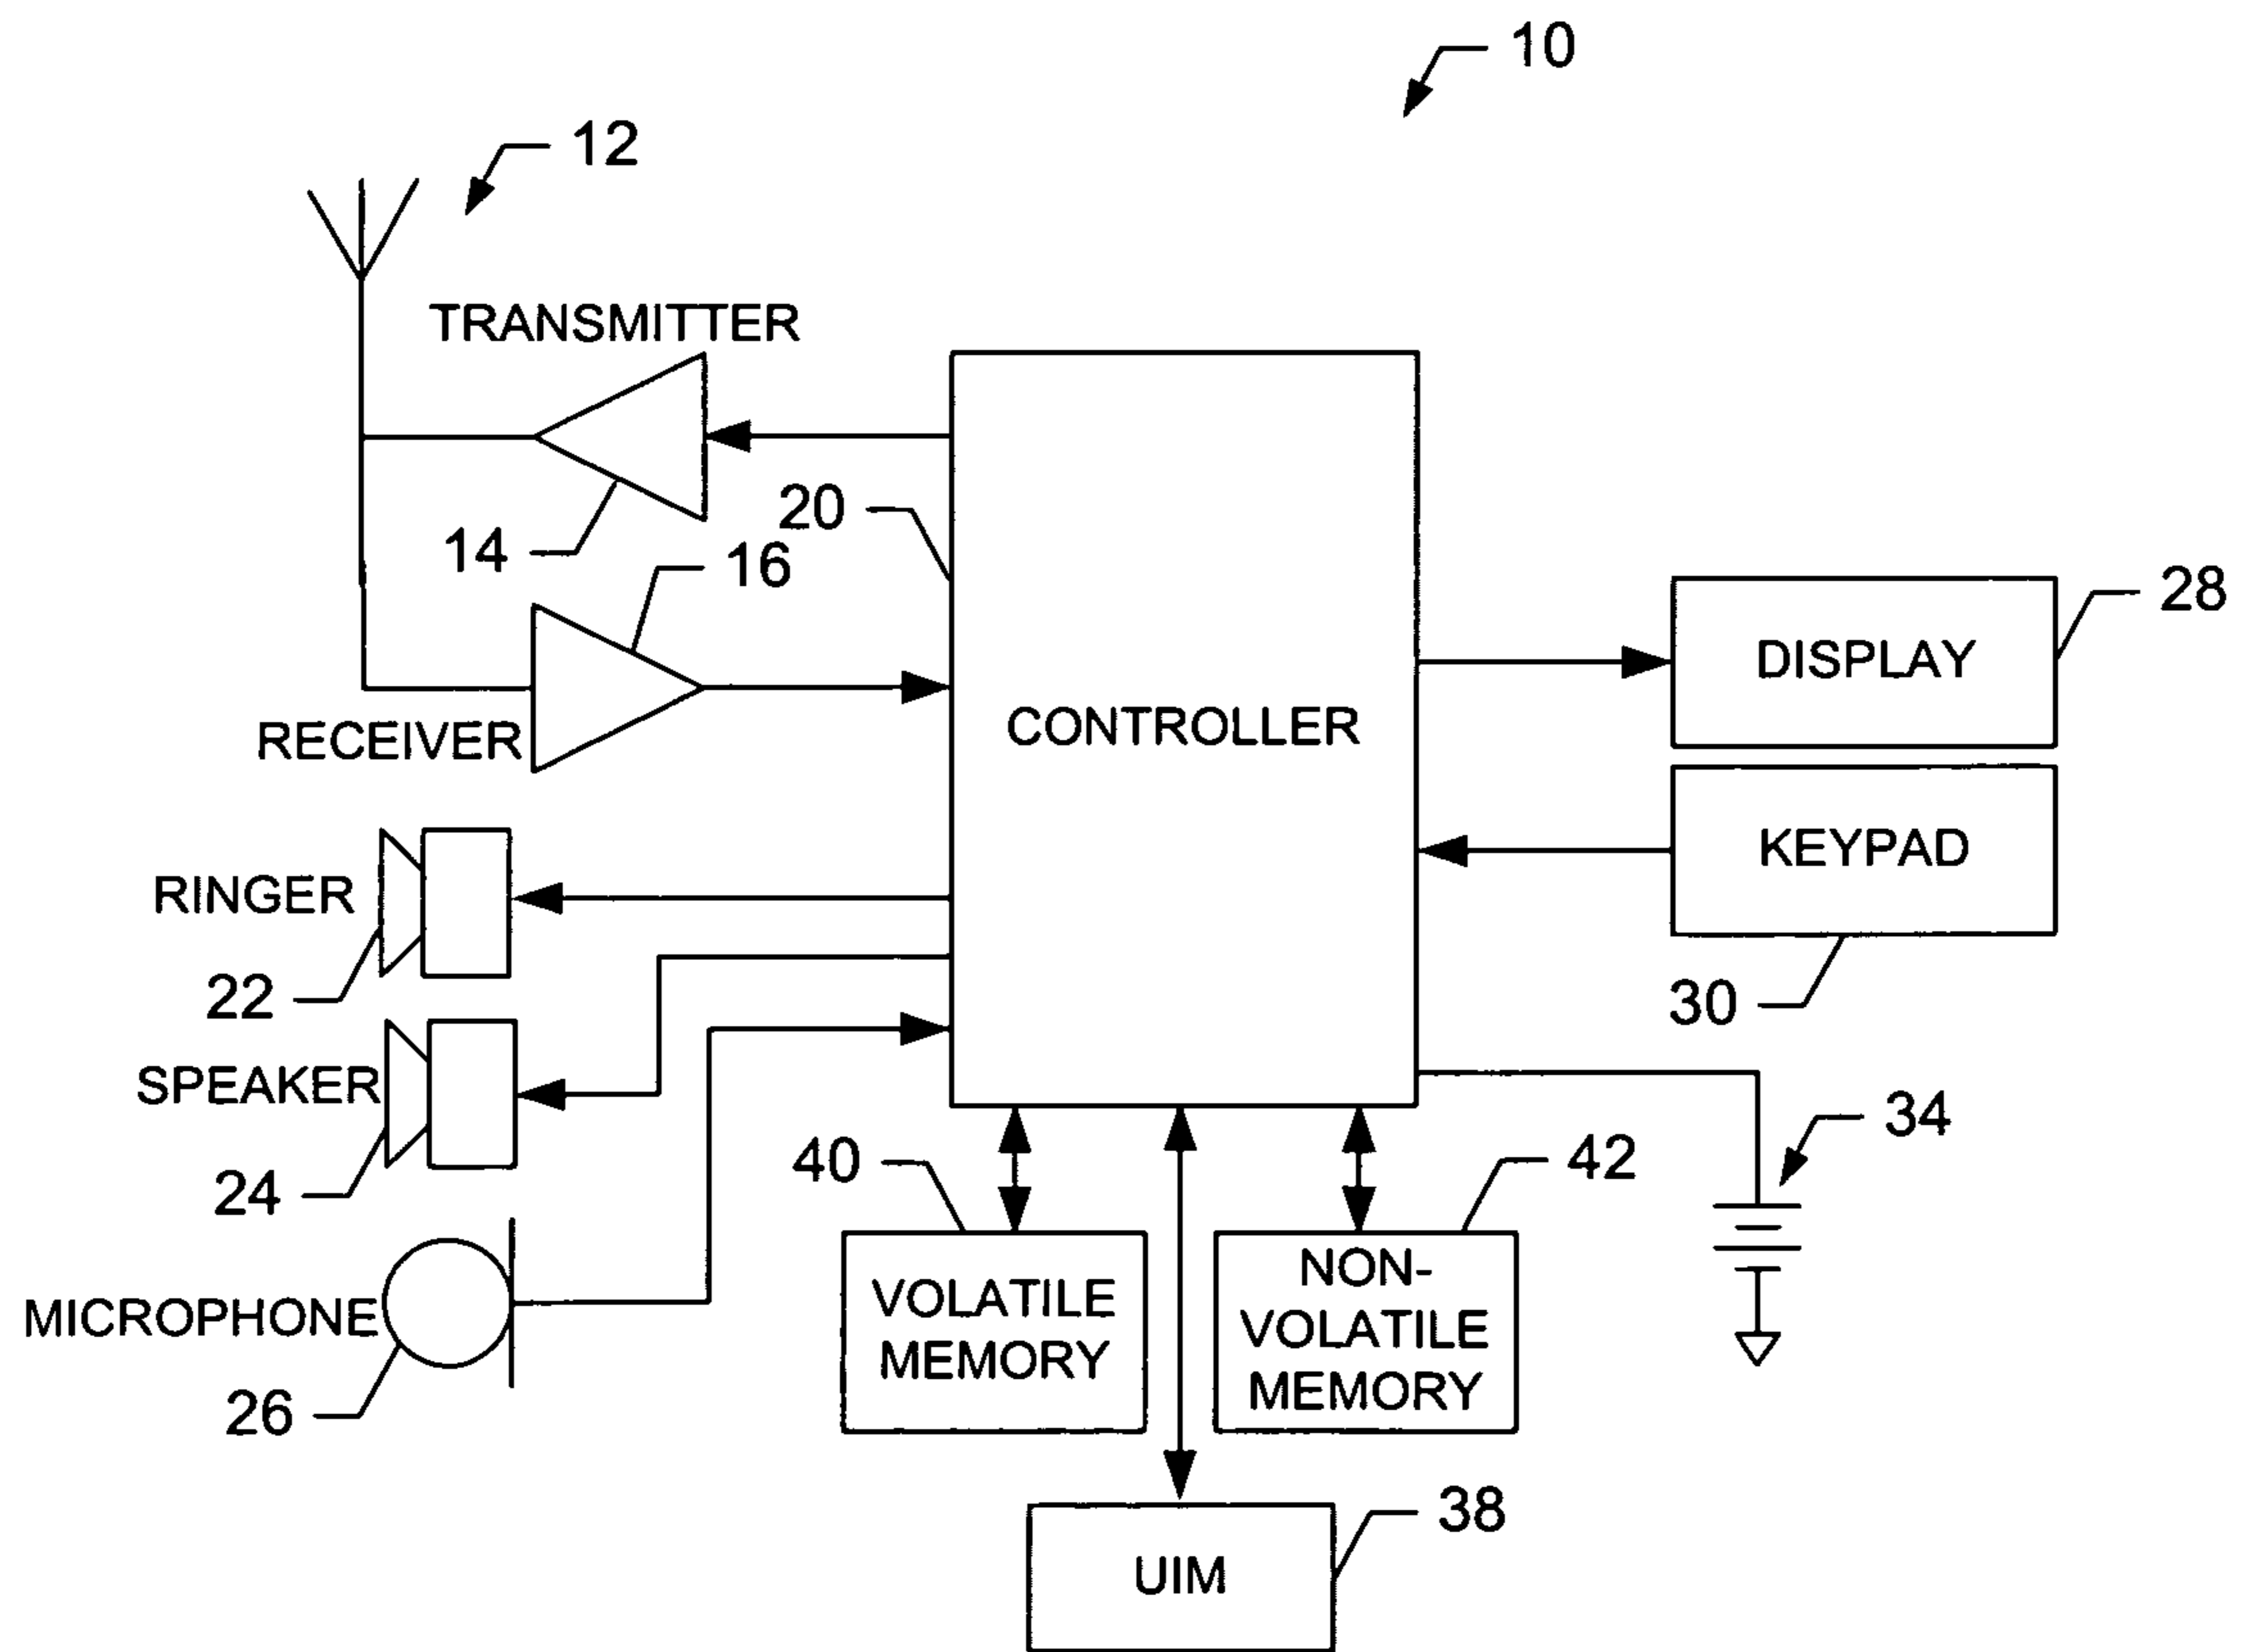 10
12
TRANSMITTER
14
16
20
RECEIVER
CONTROLLER
DISPLAY
28
KEYPAD
30
RINGER
22
SPEAKER
24
MICROPHONE
26
40
VOLATILE
MEMORY
42
NON-
VOLATILE
MEMORY
34
UIM
38